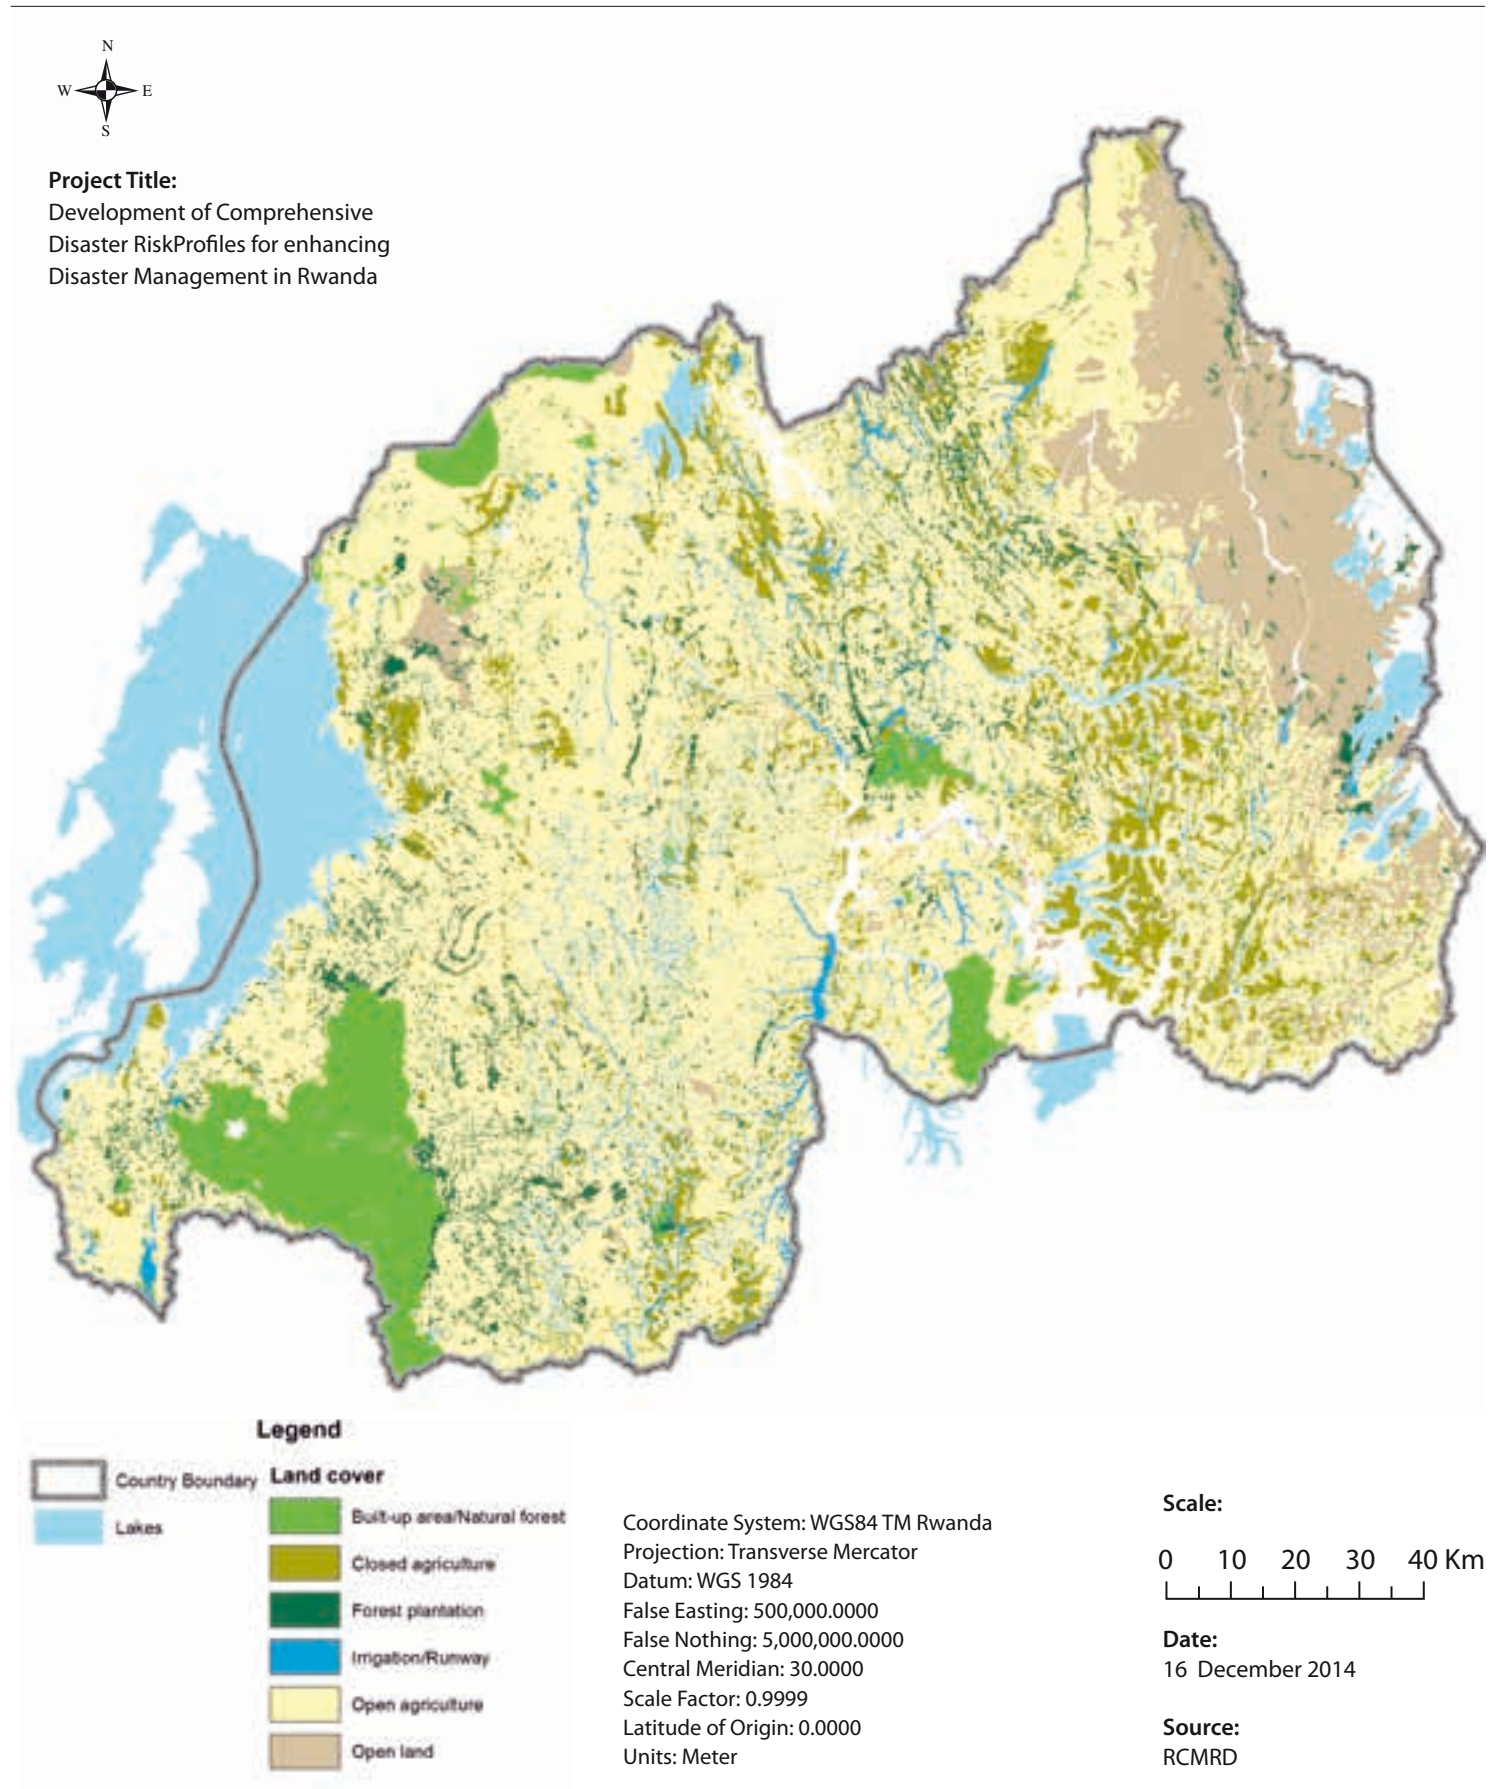 N
W E
S
Project Title:
Development of Comprehensive
Disaster RiskProfiles for enhancing
Disaster Management in Rwanda
Legend
Country Boundary
Lakes
Land cover
Built-up area/Natural forest
Closed agriculture
Forest plantation
Irrigation/Runway
Open agriculture
Open land
Coordinate System: WGS84 TM Rwanda
Projection: Transverse Mercator
Datum: WGS 1984
False Easting: 500,000.0000
False Nothing: 5,000,000.0000
Central Meridian: 30.0000
Scale Factor: 0.9999
Latitude of Origin: 0.0000
Units: Meter
Scale:
0 10 20 30 40 Km
Date:
16 December 2014
Source:
RCMRD